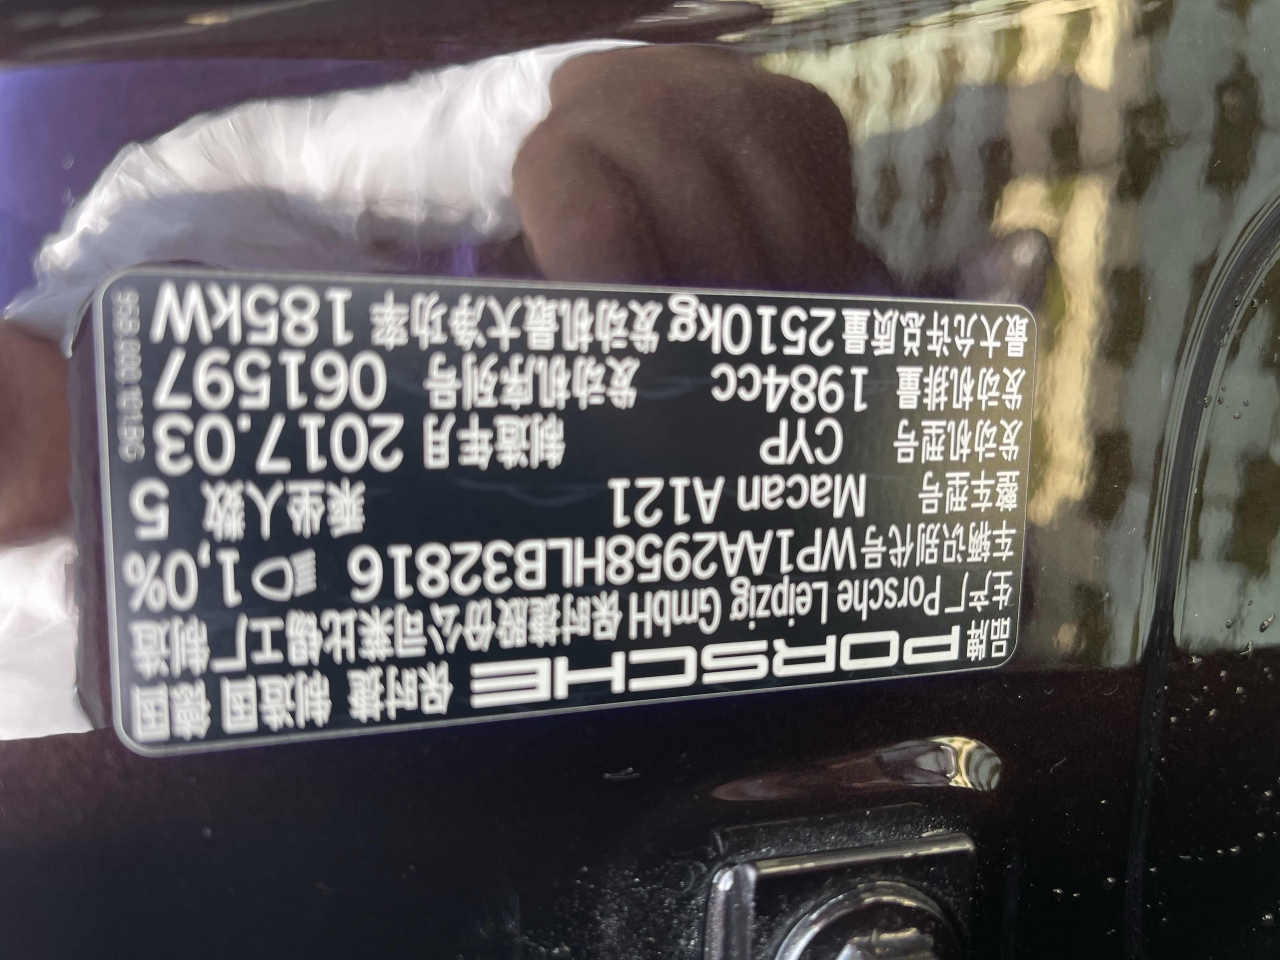 品牌 PORSCHE 保时捷 制造国 德国
生产厂 Porsche Leipzig GmbH 保时捷股份公司莱比锡工厂 制造
车辆识别代号 WP1AA2958HLB32816 1,0%
整车型号 Macan A121 乘坐人数 5
发动机型号 CYP 制造年月 2017.03
发动机排量 1984cc 发动机序列号 061597
最大允许总质量 2510kg 发动机最大净功率 185kW